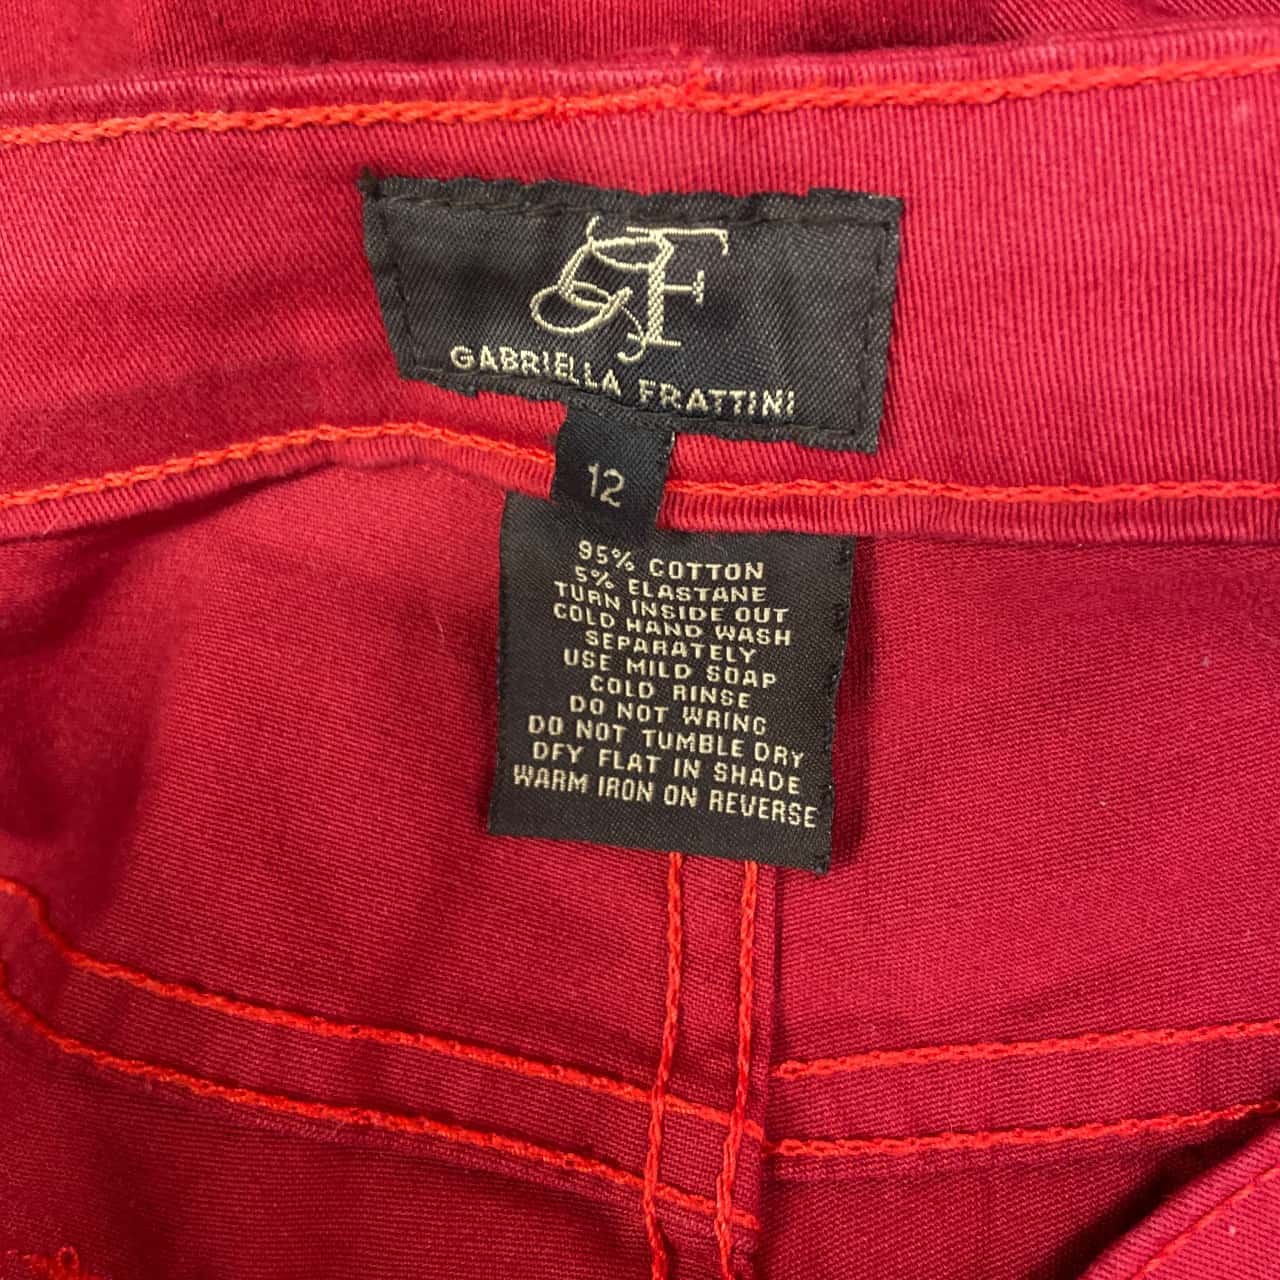 GF
GABRIELLA FRATTINI
12
95% COTTON
5% ELASTANE
TURN INSIDE OUT
COLD HAND WASH
SEPARATELY
USE MILD SOAP
COLD RINSE
DO NOT WRING
DO NOT TUMBLE DRY
DFY FLAT IN SHADE
WARM IRON ON REVERSE